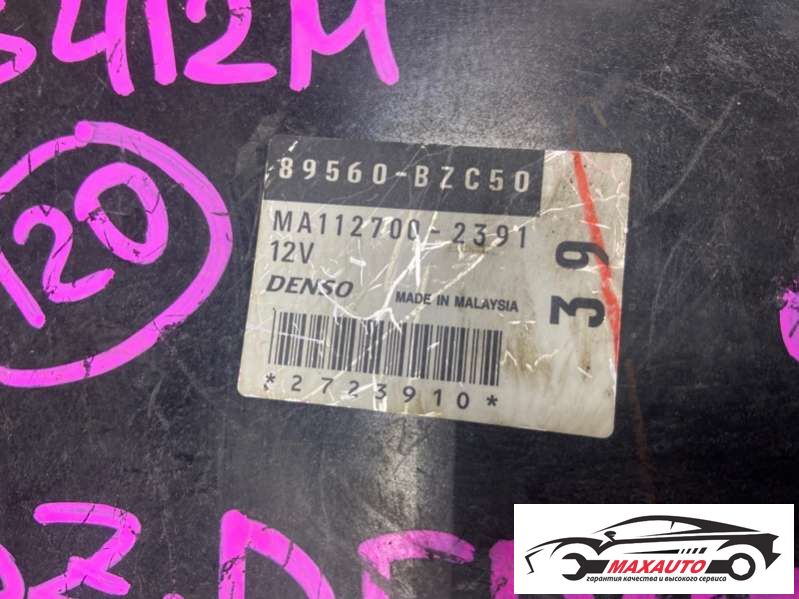 S412M
120
89560-BZC50
MA112700-2391
12V
DENSO MADE IN MALAYSIA
39
*2723910*
MAXAUTO
гарантия качества и высокого сервиса